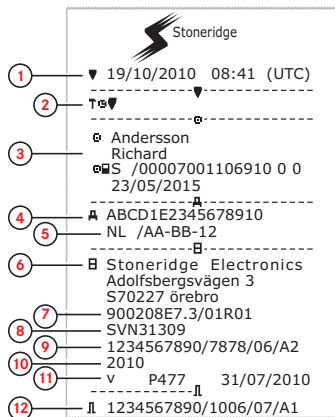 Stoneridge
1 ▼ 19/10/2010 08:41 (UTC)
2
3 Andersson
Richard
S /00007001106910 0 0
23/05/2015
4 ABCD1E2345678910
5 NL /AA-BB-12
6 Stoneridge Electronics
Adolfsbergsvägen 3
S70227 örebro
7 900208E7.3/01R01
8 SVN31309
9 1234567890/7878/06/A2
10 2010
11 v P477 31/07/2010
12 1234567890/1006/07/A1